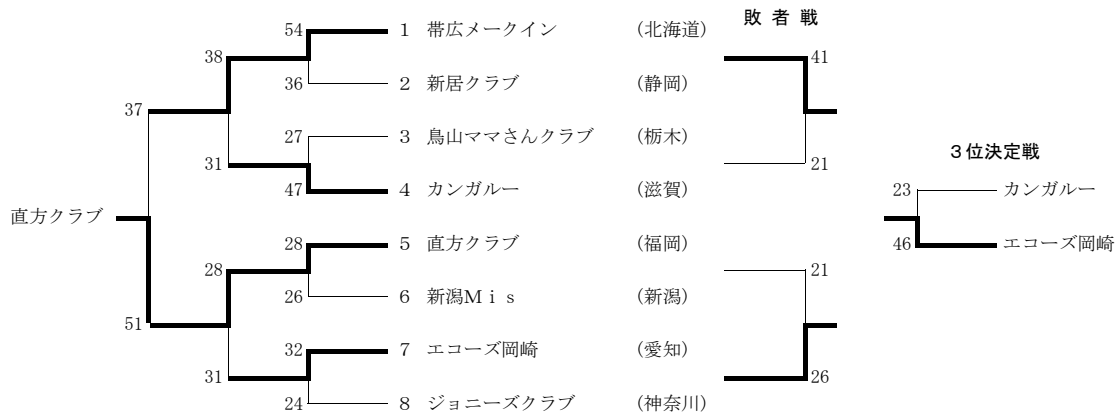 敗 者 戦
54 1 帯広メークイン (北海道) 41
38
36 2 新居クラブ (静岡)
37
27 3 鳥山ママさんクラブ (栃木)
31 21
3位決定戦
47 4 カンガルー (滋賀) 23 カンガルー
直方クラブ
28 5 直方クラブ (福岡) 46 エコーズ岡崎
28 21
26 6 新潟Mis (新潟)
51
32 7 エコーズ岡崎 (愛知)
31 26
24 8 ジョニーズクラブ (神奈川)